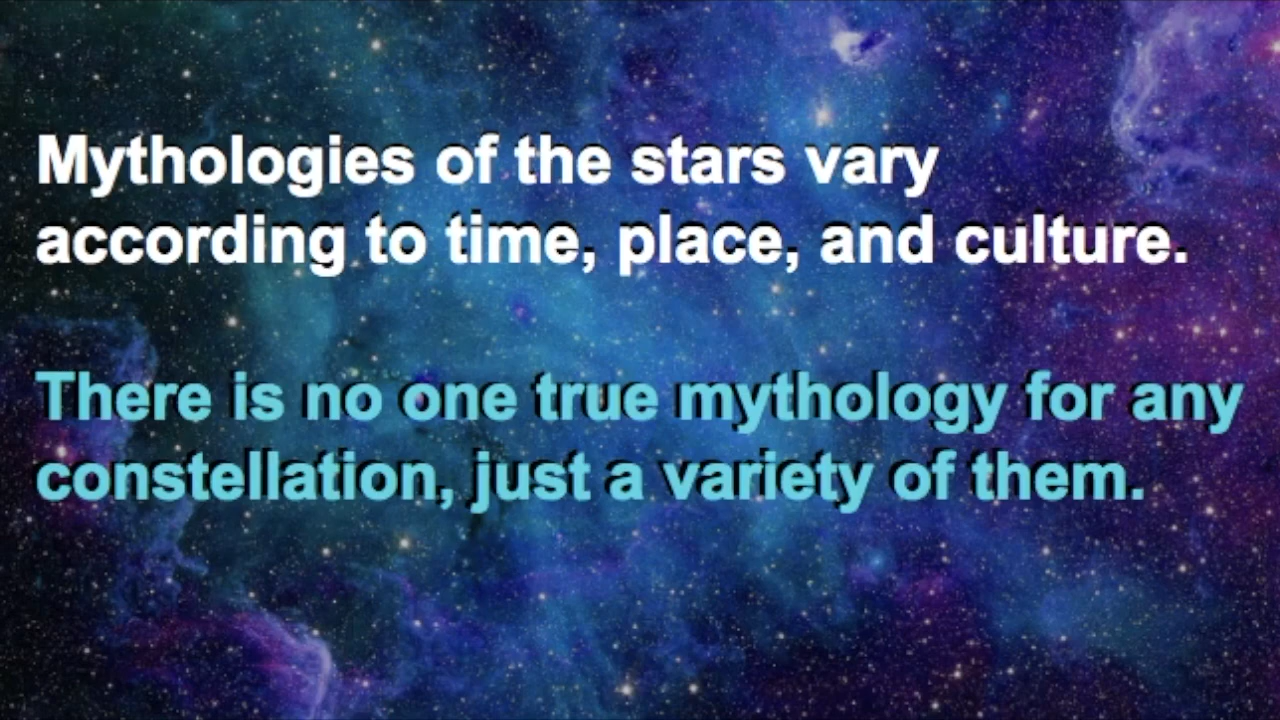 Mythologies of the stars vary
according to time, place, and culture.
There is no one true mythology for any
constellation, just a variety of them.